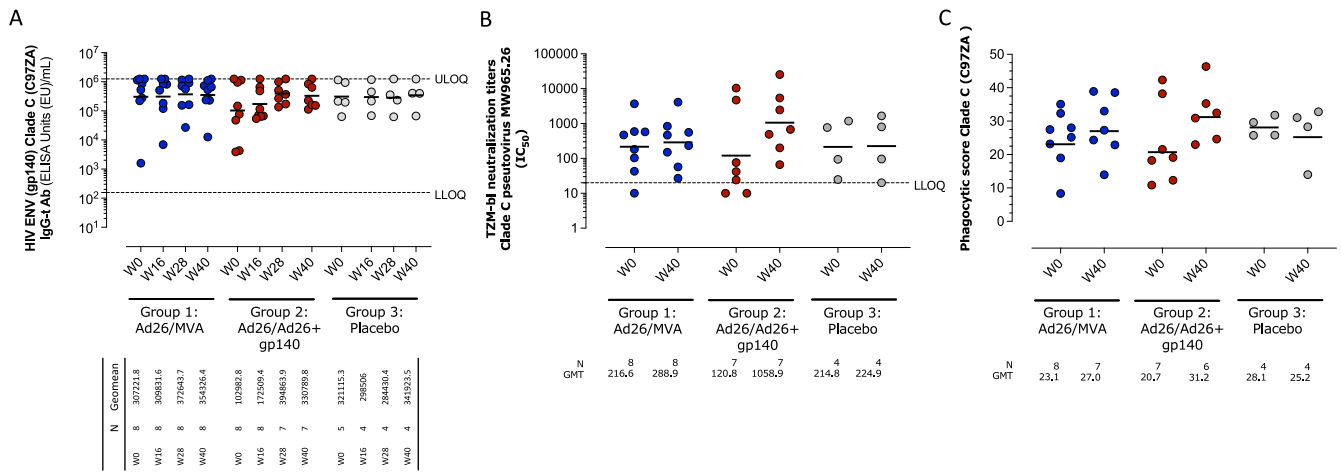 A
HIV ENV (gp140) Clade C (C97ZA)
IgG-t Ab (ELISA Units (EU)/mL)
10^7
10^6
10^5
10^4
10^3
10^2
10^1
ULOQ
LLOQ
W0 W16 W28 W40 W0 W16 W28 W40 W0 W16 W28 W40
Group 1:
Ad26/MVA
Group 2:
Ad26/Ad26+
gp140
Group 3:
Placebo
Geomean 307221.8 309831.6 372643.7 354326.4 102982.8 172509.4 394863.9 330789.8 321115.3 298506 284430.4 341923.5
N 8 8 8 8 8 8 7 7 5 4 4 4
W0 W16 W28 W40 W0 W16 W28 W40 W0 W16 W28 W40
B
TZM-bl neutralization titers
Clade C pseutovirus MW965.26
(IC50)
100000
10000
1000
100
10
1
LLOQ
W0 W40 W0 W40 W0 W40
Group 1:
Ad26/MVA
Group 2:
Ad26/Ad26+
gp140
Group 3:
Placebo
N 8 8 7 7 4 4
GMT 216.6 288.9 120.8 1058.9 214.8 224.9
C
Phagocytic score Clade C (C97ZA)
60
50
40
30
20
10
0
W0 W40 W0 W40 W0 W40
Group 1:
Ad26/MVA
Group 2:
Ad26/Ad26+
gp140
Group 3:
Placebo
N 8 7 7 6 4 4
GMT 23.1 27.0 20.7 31.2 28.1 25.2